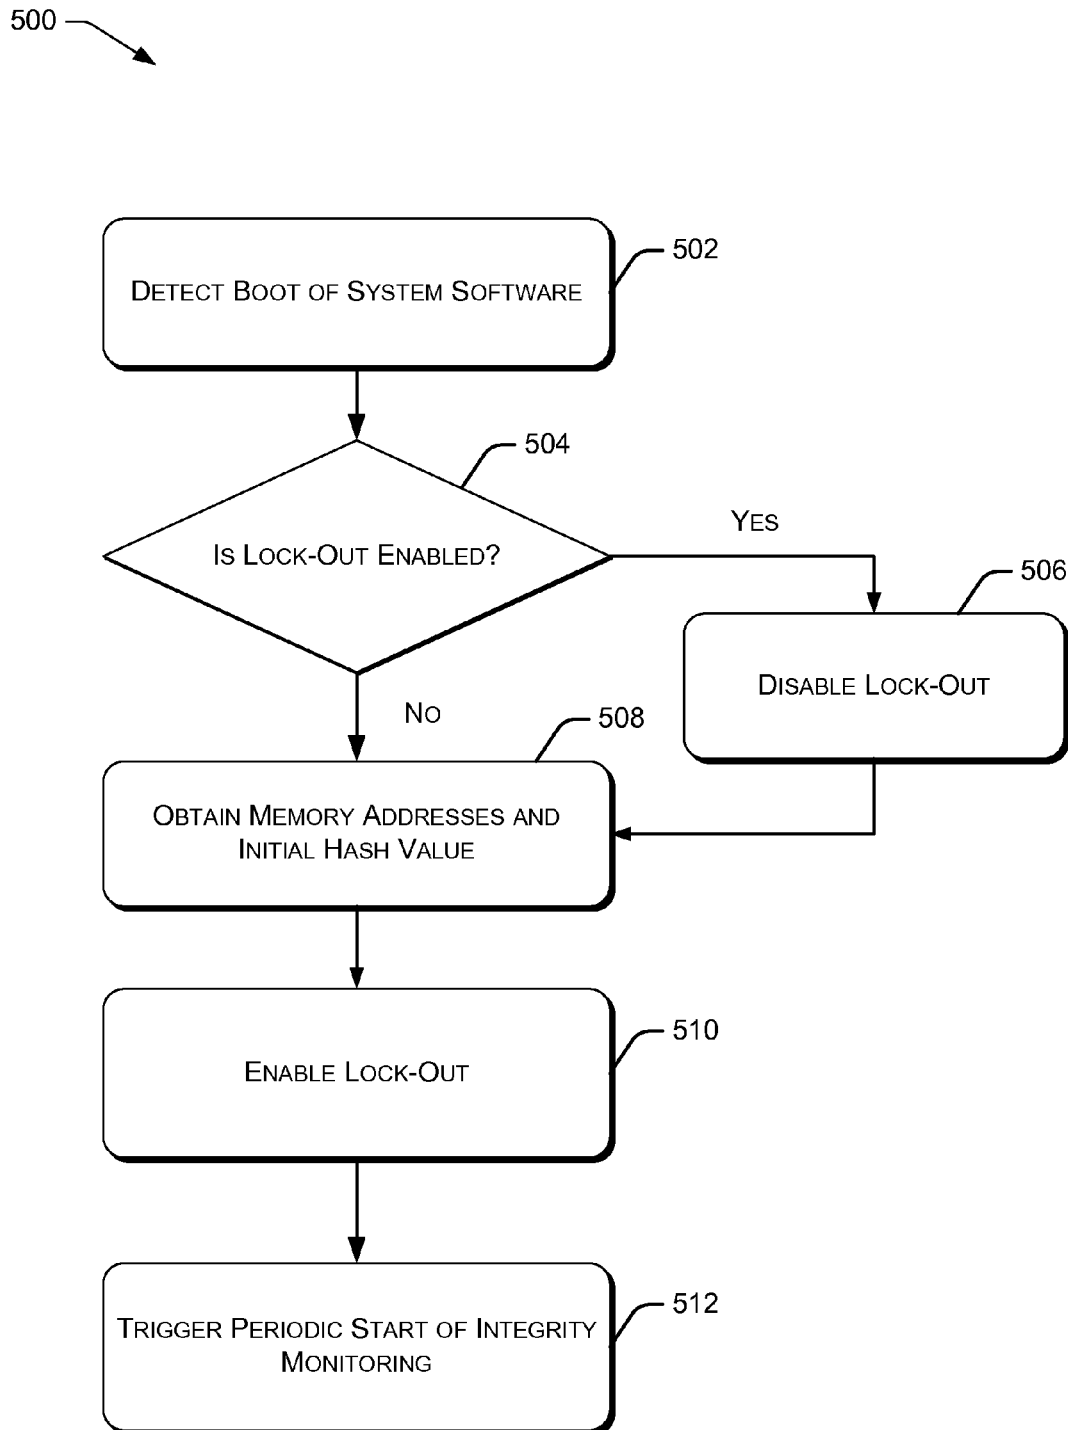 500
502
DETECT BOOT OF SYSTEM SOFTWARE
504
IS LOCK-OUT ENABLED?
YES
506
DISABLE LOCK-OUT
NO
508
OBTAIN MEMORY ADDRESSES AND
INITIAL HASH VALUE
510
ENABLE LOCK-OUT
512
TRIGGER PERIODIC START OF INTEGRITY
MONITORING